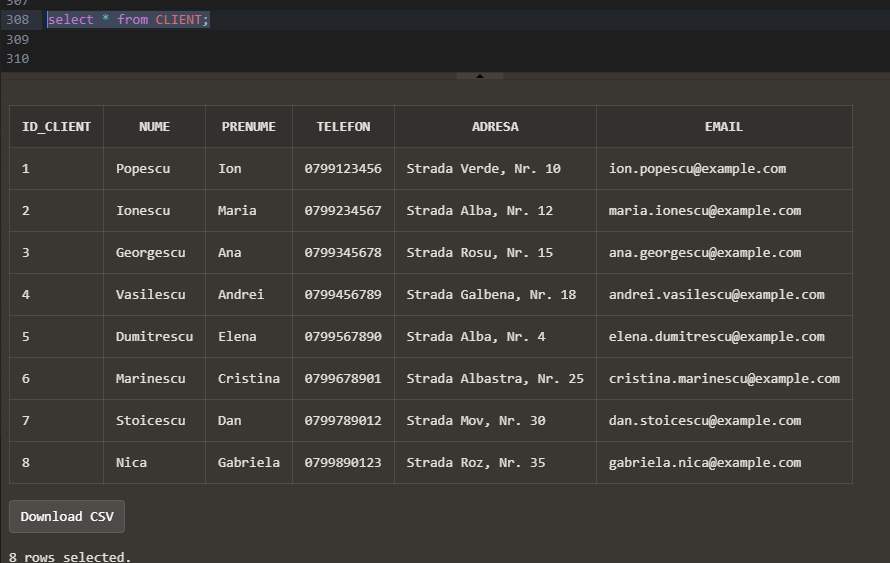 307
308 select * from CLIENT;
309
310
ID_CLIENT NUME PRENUME TELEFON ADRESA EMAIL
1 Popescu Ion 0799123456 Strada Verde, Nr. 10 ion.popescu@example.com
2 Ionescu Maria 0799234567 Strada Alba, Nr. 12 maria.ionescu@example.com
3 Georgescu Ana 0799345678 Strada Rosu, Nr. 15 ana.georgescu@example.com
4 Vasilescu Andrei 0799456789 Strada Galbena, Nr. 18 andrei.vasilescu@example.com
5 Dumitrescu Elena 0799567890 Strada Alba, Nr. 4 elena.dumitrescu@example.com
6 Marinescu Cristina 0799678901 Strada Albastra, Nr. 25 cristina.marinescu@example.com
7 Stoicescu Dan 0799789012 Strada Mov, Nr. 30 dan.stoicescu@example.com
8 Nica Gabriela 0799890123 Strada Roz, Nr. 35 gabriela.nica@example.com
Download CSV
8 rows selected.